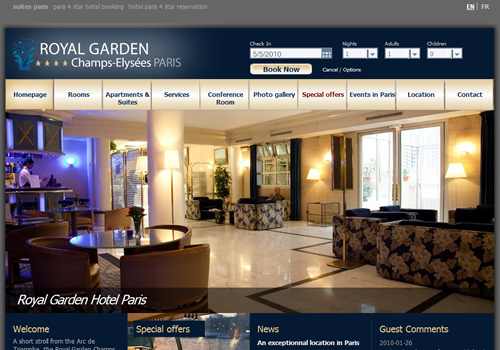 suites paris   paris 4 star hotel booking   hotel paris 4 star reservation
EN | FR
ROYAL GARDEN
★★★★ Champs-Elysées PARIS
Check In   Nights   Adults   Children
5/5/2010   1   1   0
Book Now   Cancel / Options
Homepage   Rooms   Apartments & Suites   Services   Conference Room   Photo gallery   Special offers   Events in Paris   Location   Contact
Royal Garden Hotel Paris
Welcome   Special offers   News   Guest Comments
A short stroll from the Arc de   An exceptionnal location in Paris   2010-01-26
Triomphe, the Royal Garden Champs